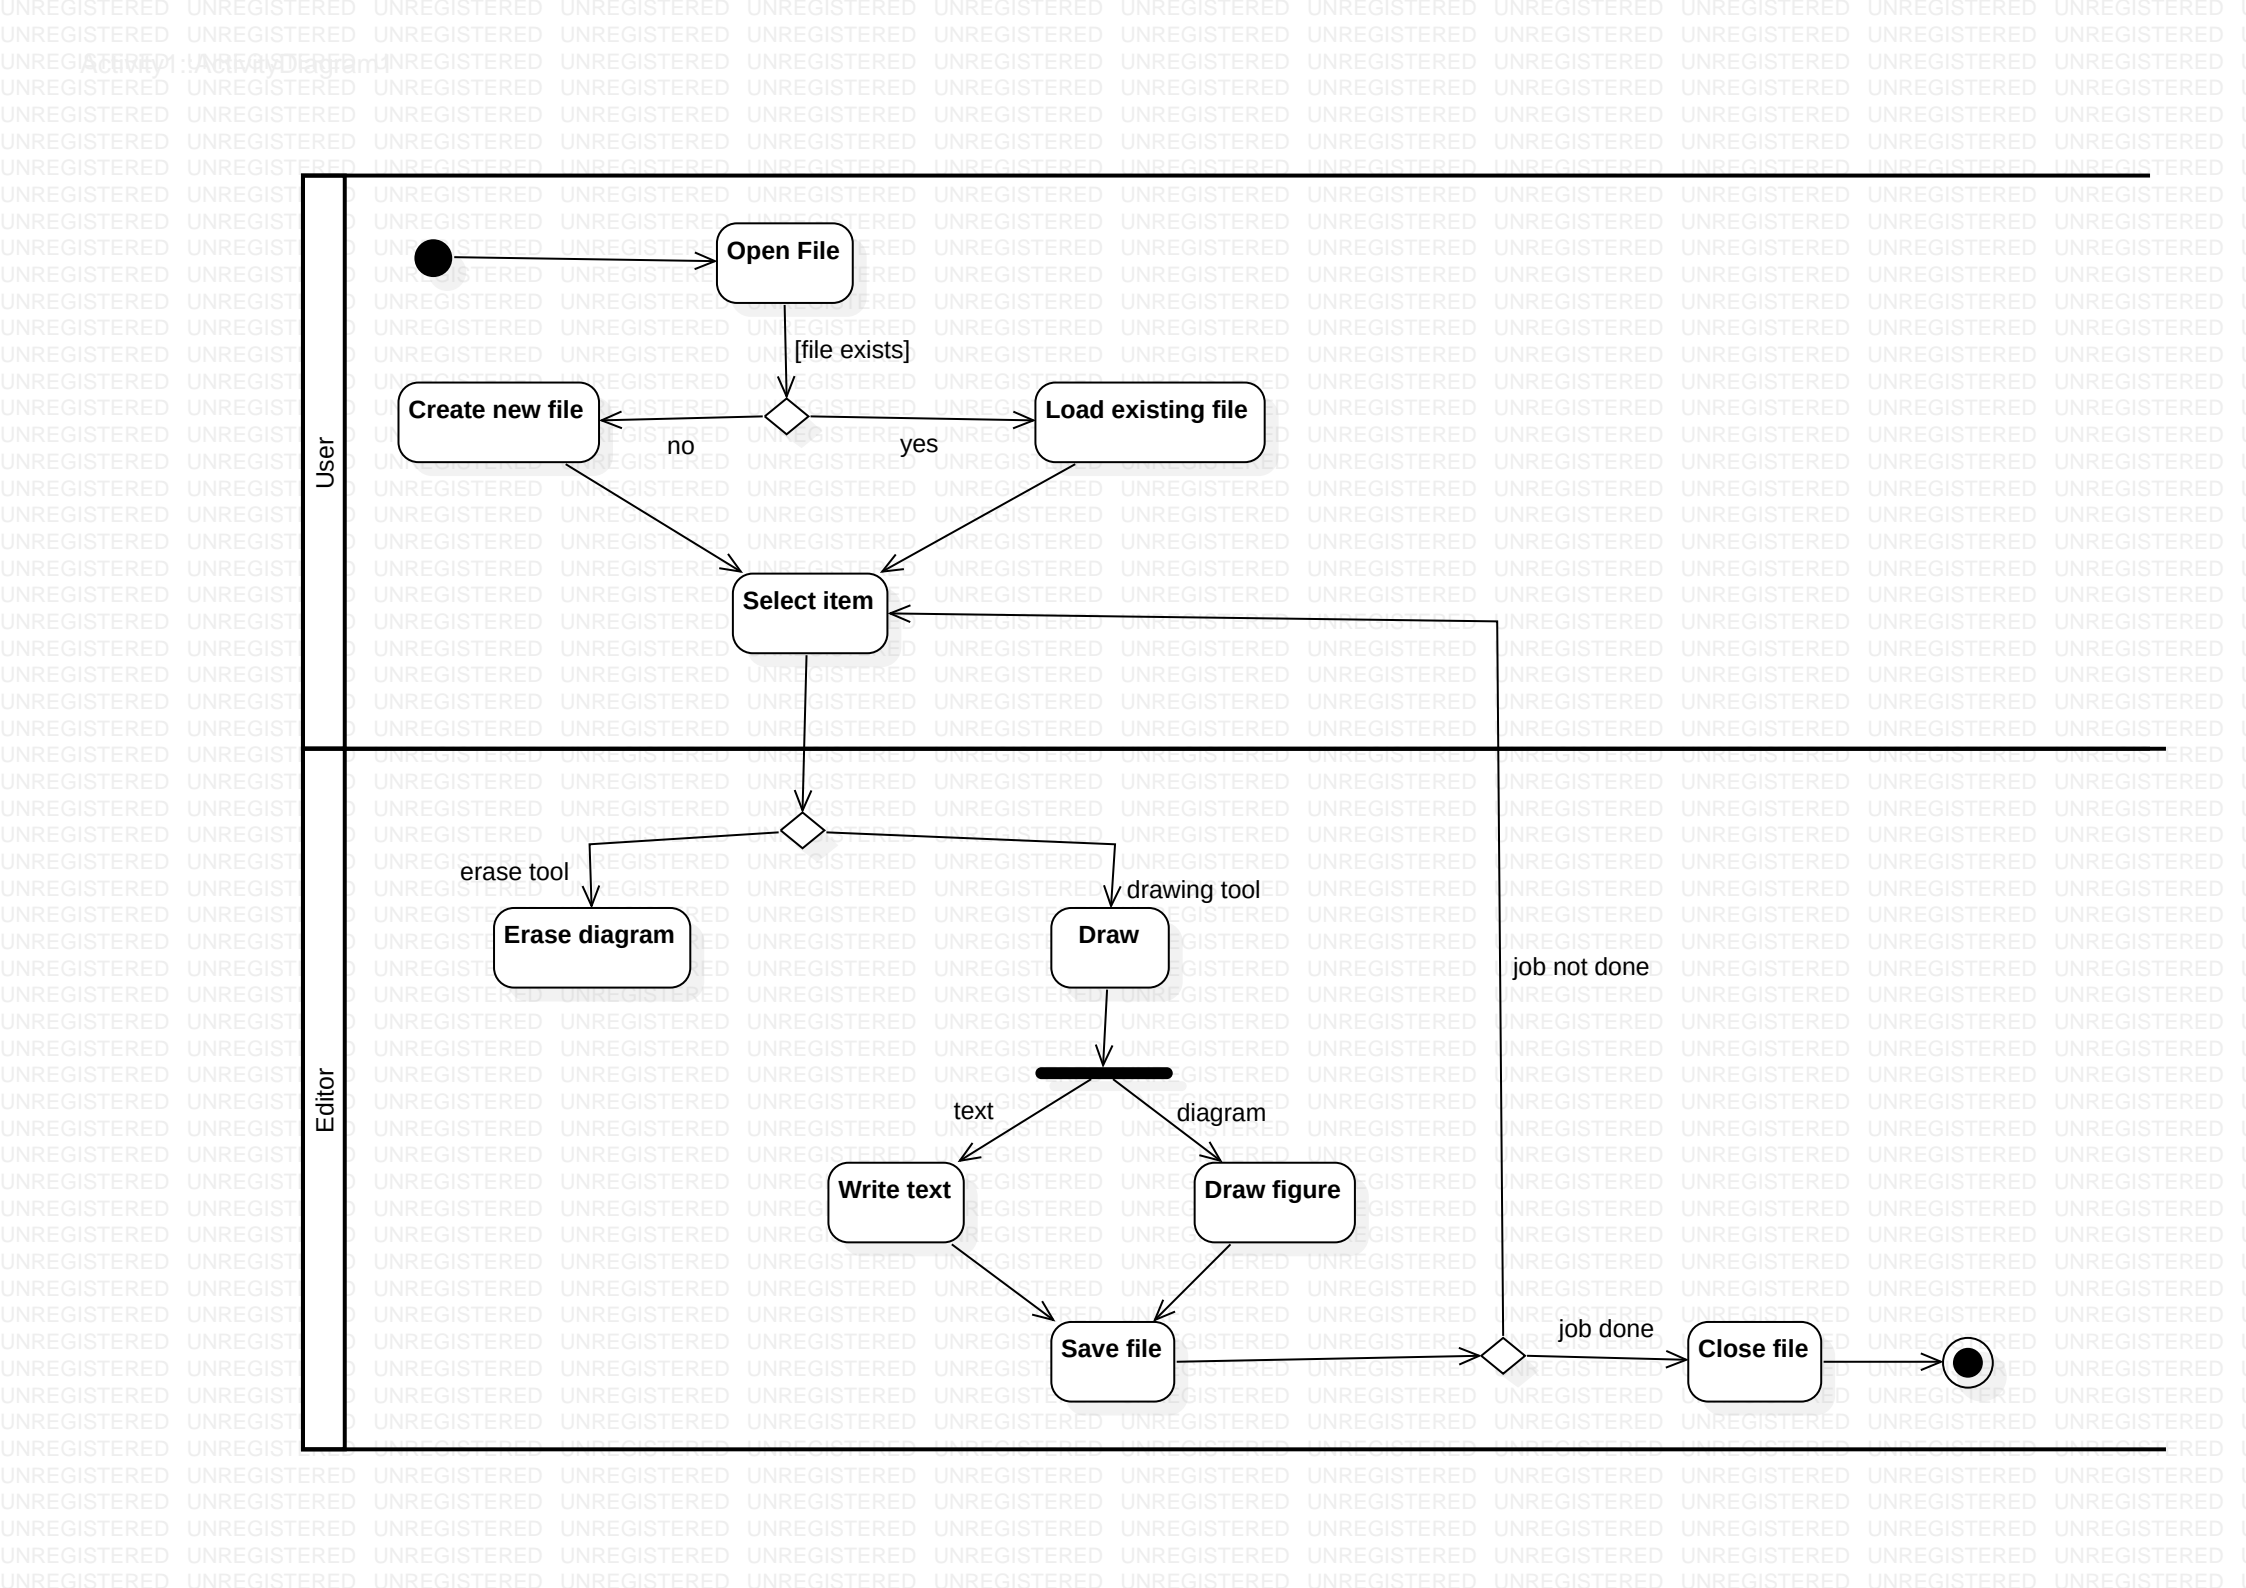 Activity1::ActivityDiagram1
User
Open File
[file exists]
Create new file
Load existing file
no
yes
Select item
Editor
erase tool
drawing tool
Erase diagram
Draw
job not done
text
diagram
Write text
Draw figure
job done
Save file
Close file
UNREGISTERED